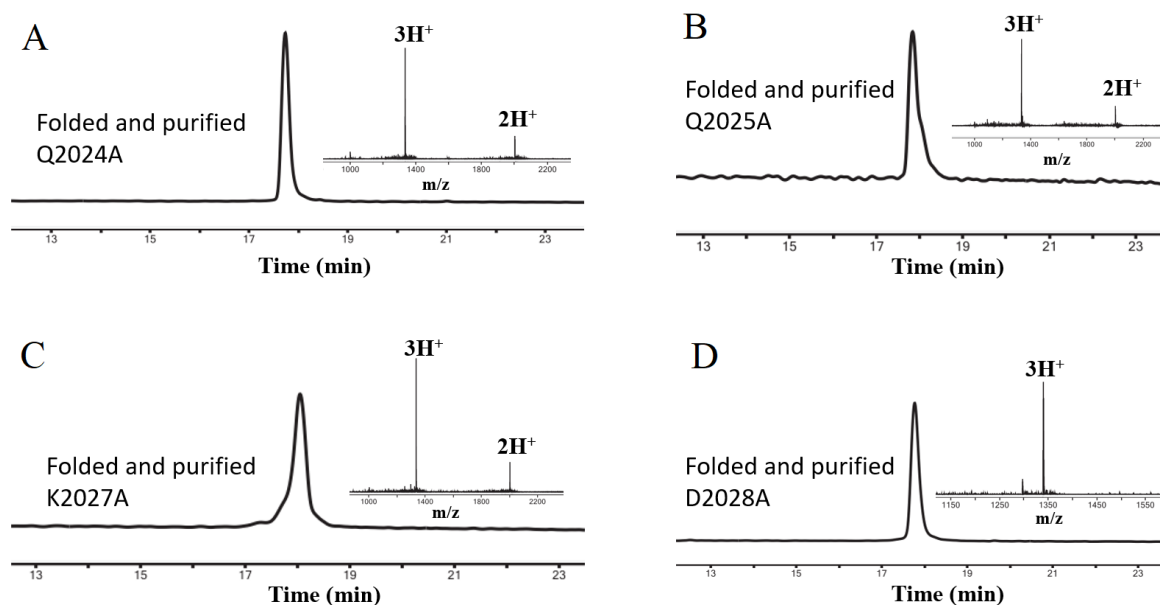 A
Folded and purified
Q2024A
3H⁺
2H⁺
1000 1400 1800 2200
m/z
13 15 17 19 21 23
Time (min)
B
Folded and purified
Q2025A
3H⁺
2H⁺
1000 1400 1800 2200
m/z
13 15 17 19 21 23
Time (min)
C
Folded and purified
K2027A
3H⁺
2H⁺
1000 1400 1800 2200
m/z
13 15 17 19 21 23
Time (min)
D
Folded and purified
D2028A
3H⁺
1150 1250 1350 1450 1550
m/z
13 15 17 19 21 23
Time (min)